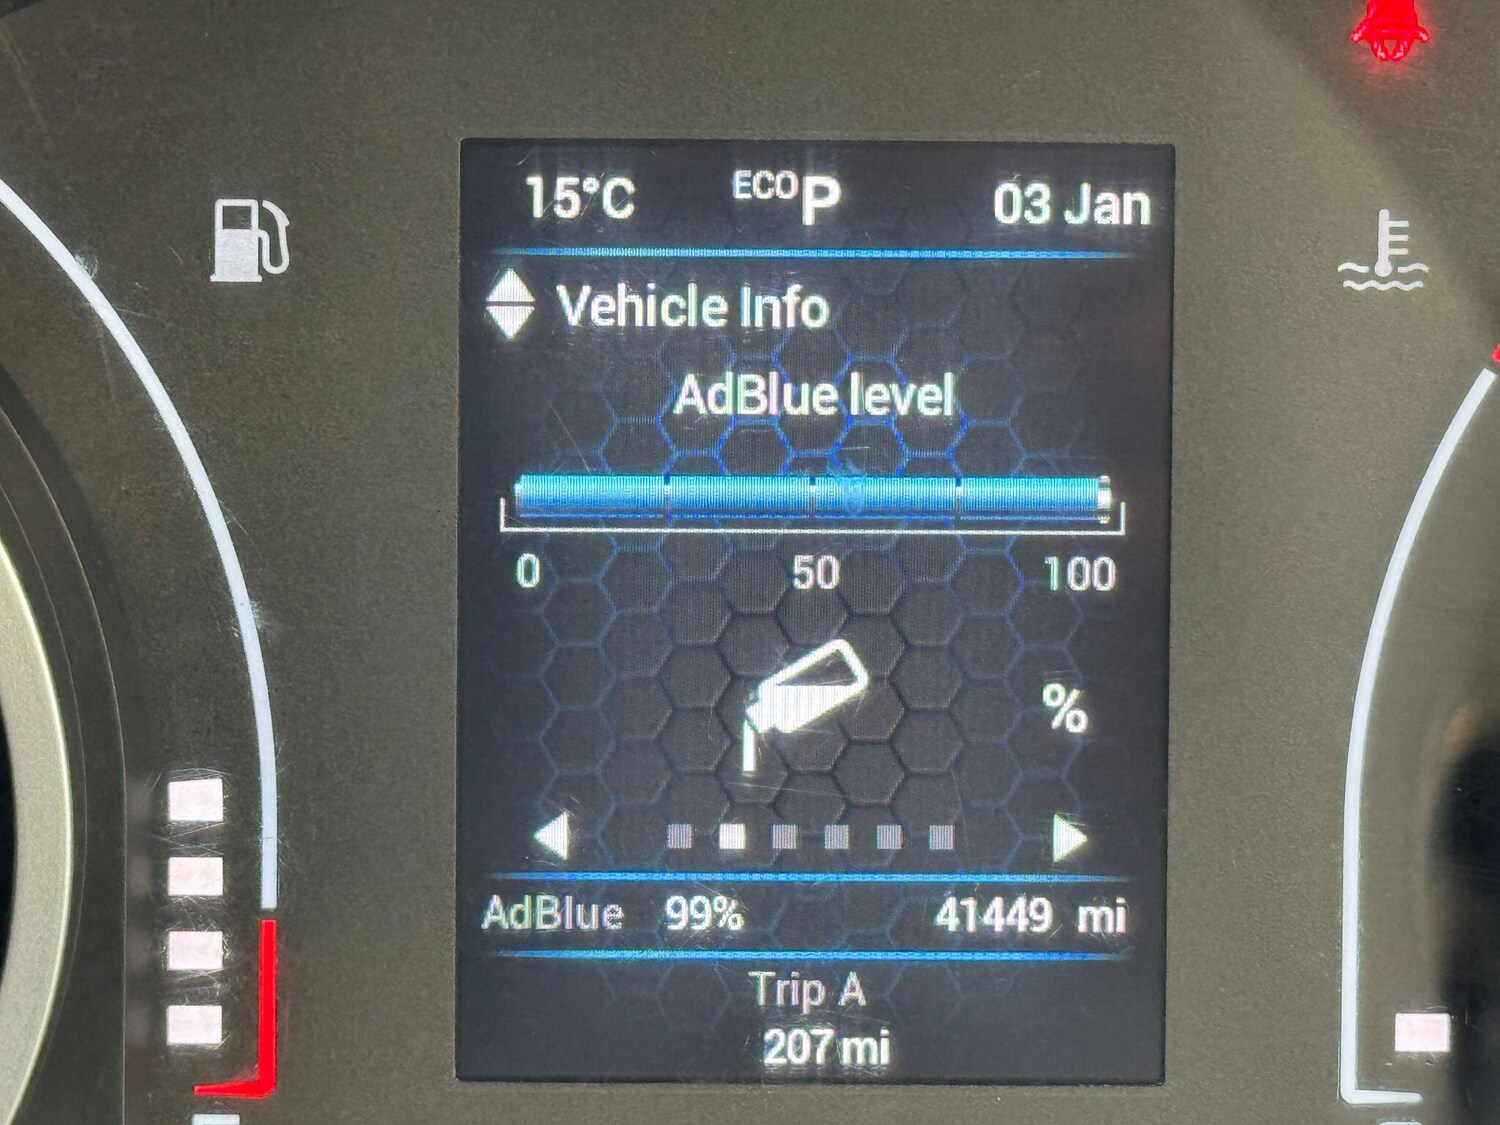 15°C ECO P 03 Jan
Vehicle Info
AdBlue level
0 50 100
%
AdBlue 99% 41449 mi
Trip A
207 mi